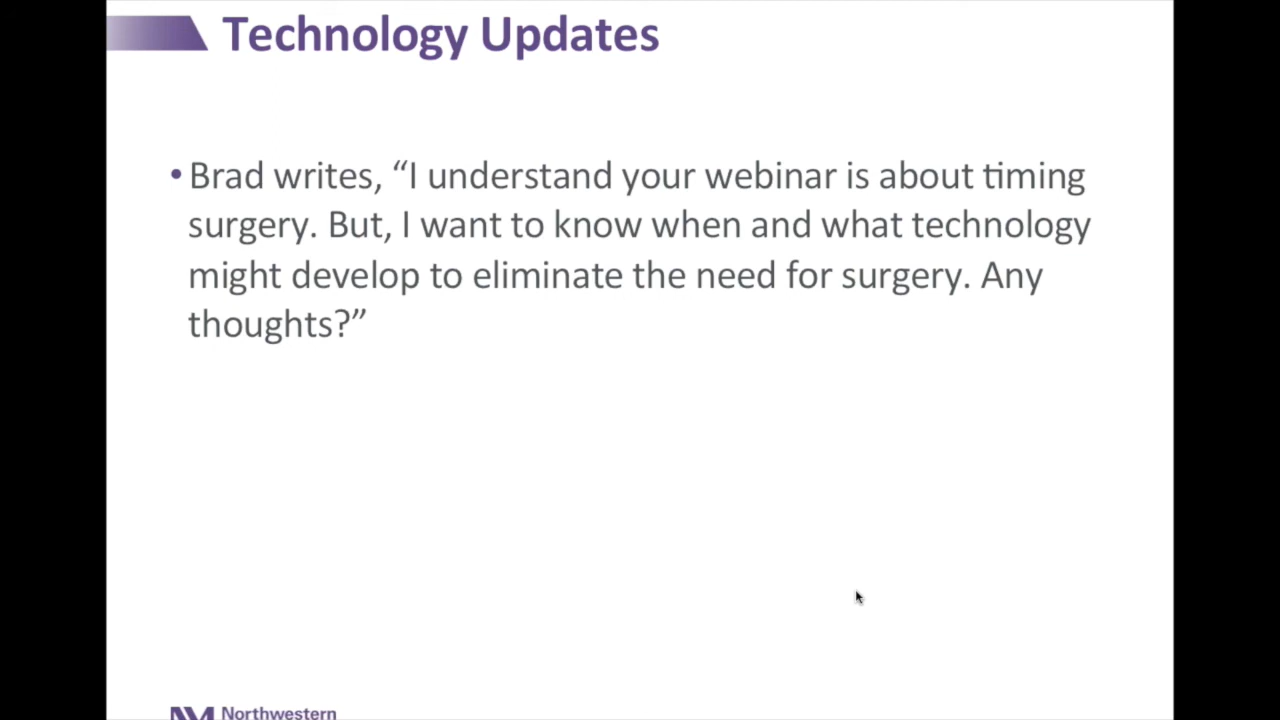 Technology Updates
• Brad writes, “I understand your webinar is about timing
surgery. But, I want to know when and what technology
might develop to eliminate the need for surgery. Any
thoughts?”
NM Northwestern